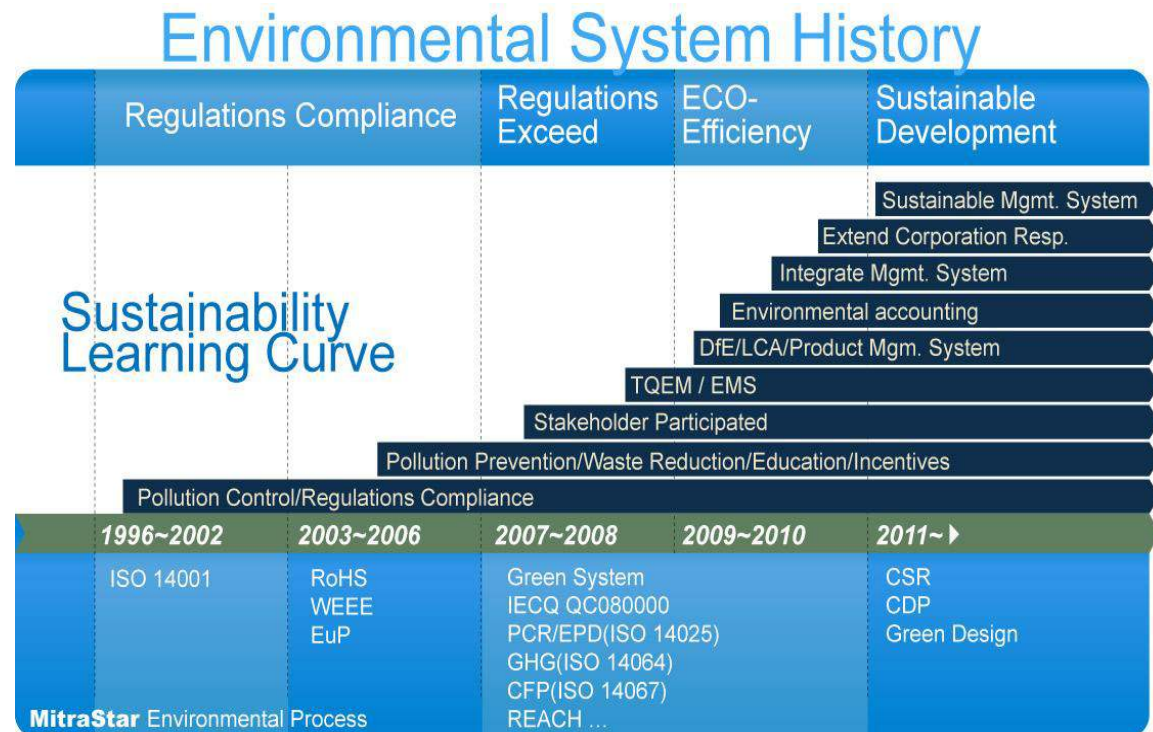 Environmental System History
Regulations Compliance
Regulations
Exceed
ECO-
Efficiency
Sustainable
Development
Sustainable Mgmt. System
Extend Corporation Resp.
Integrate Mgmt. System
Environmental accounting
DfE/LCA/Product Mgm. System
TQEM / EMS
Stakeholder Participated
Pollution Prevention/Waste Reduction/Education/Incentives
Pollution Control/Regulations Compliance
Sustainability
Learning Curve
1996~2002
2003~2006
2007~2008
2009~2010
2011~
ISO 14001
RoHS
WEEE
EuP
Green System
IECQ QC080000
PCR/EPD(ISO 14025)
GHG(ISO 14064)
CFP(ISO 14067)
REACH ...
CSR
CDP
Green Design
MitraStar Environmental Process